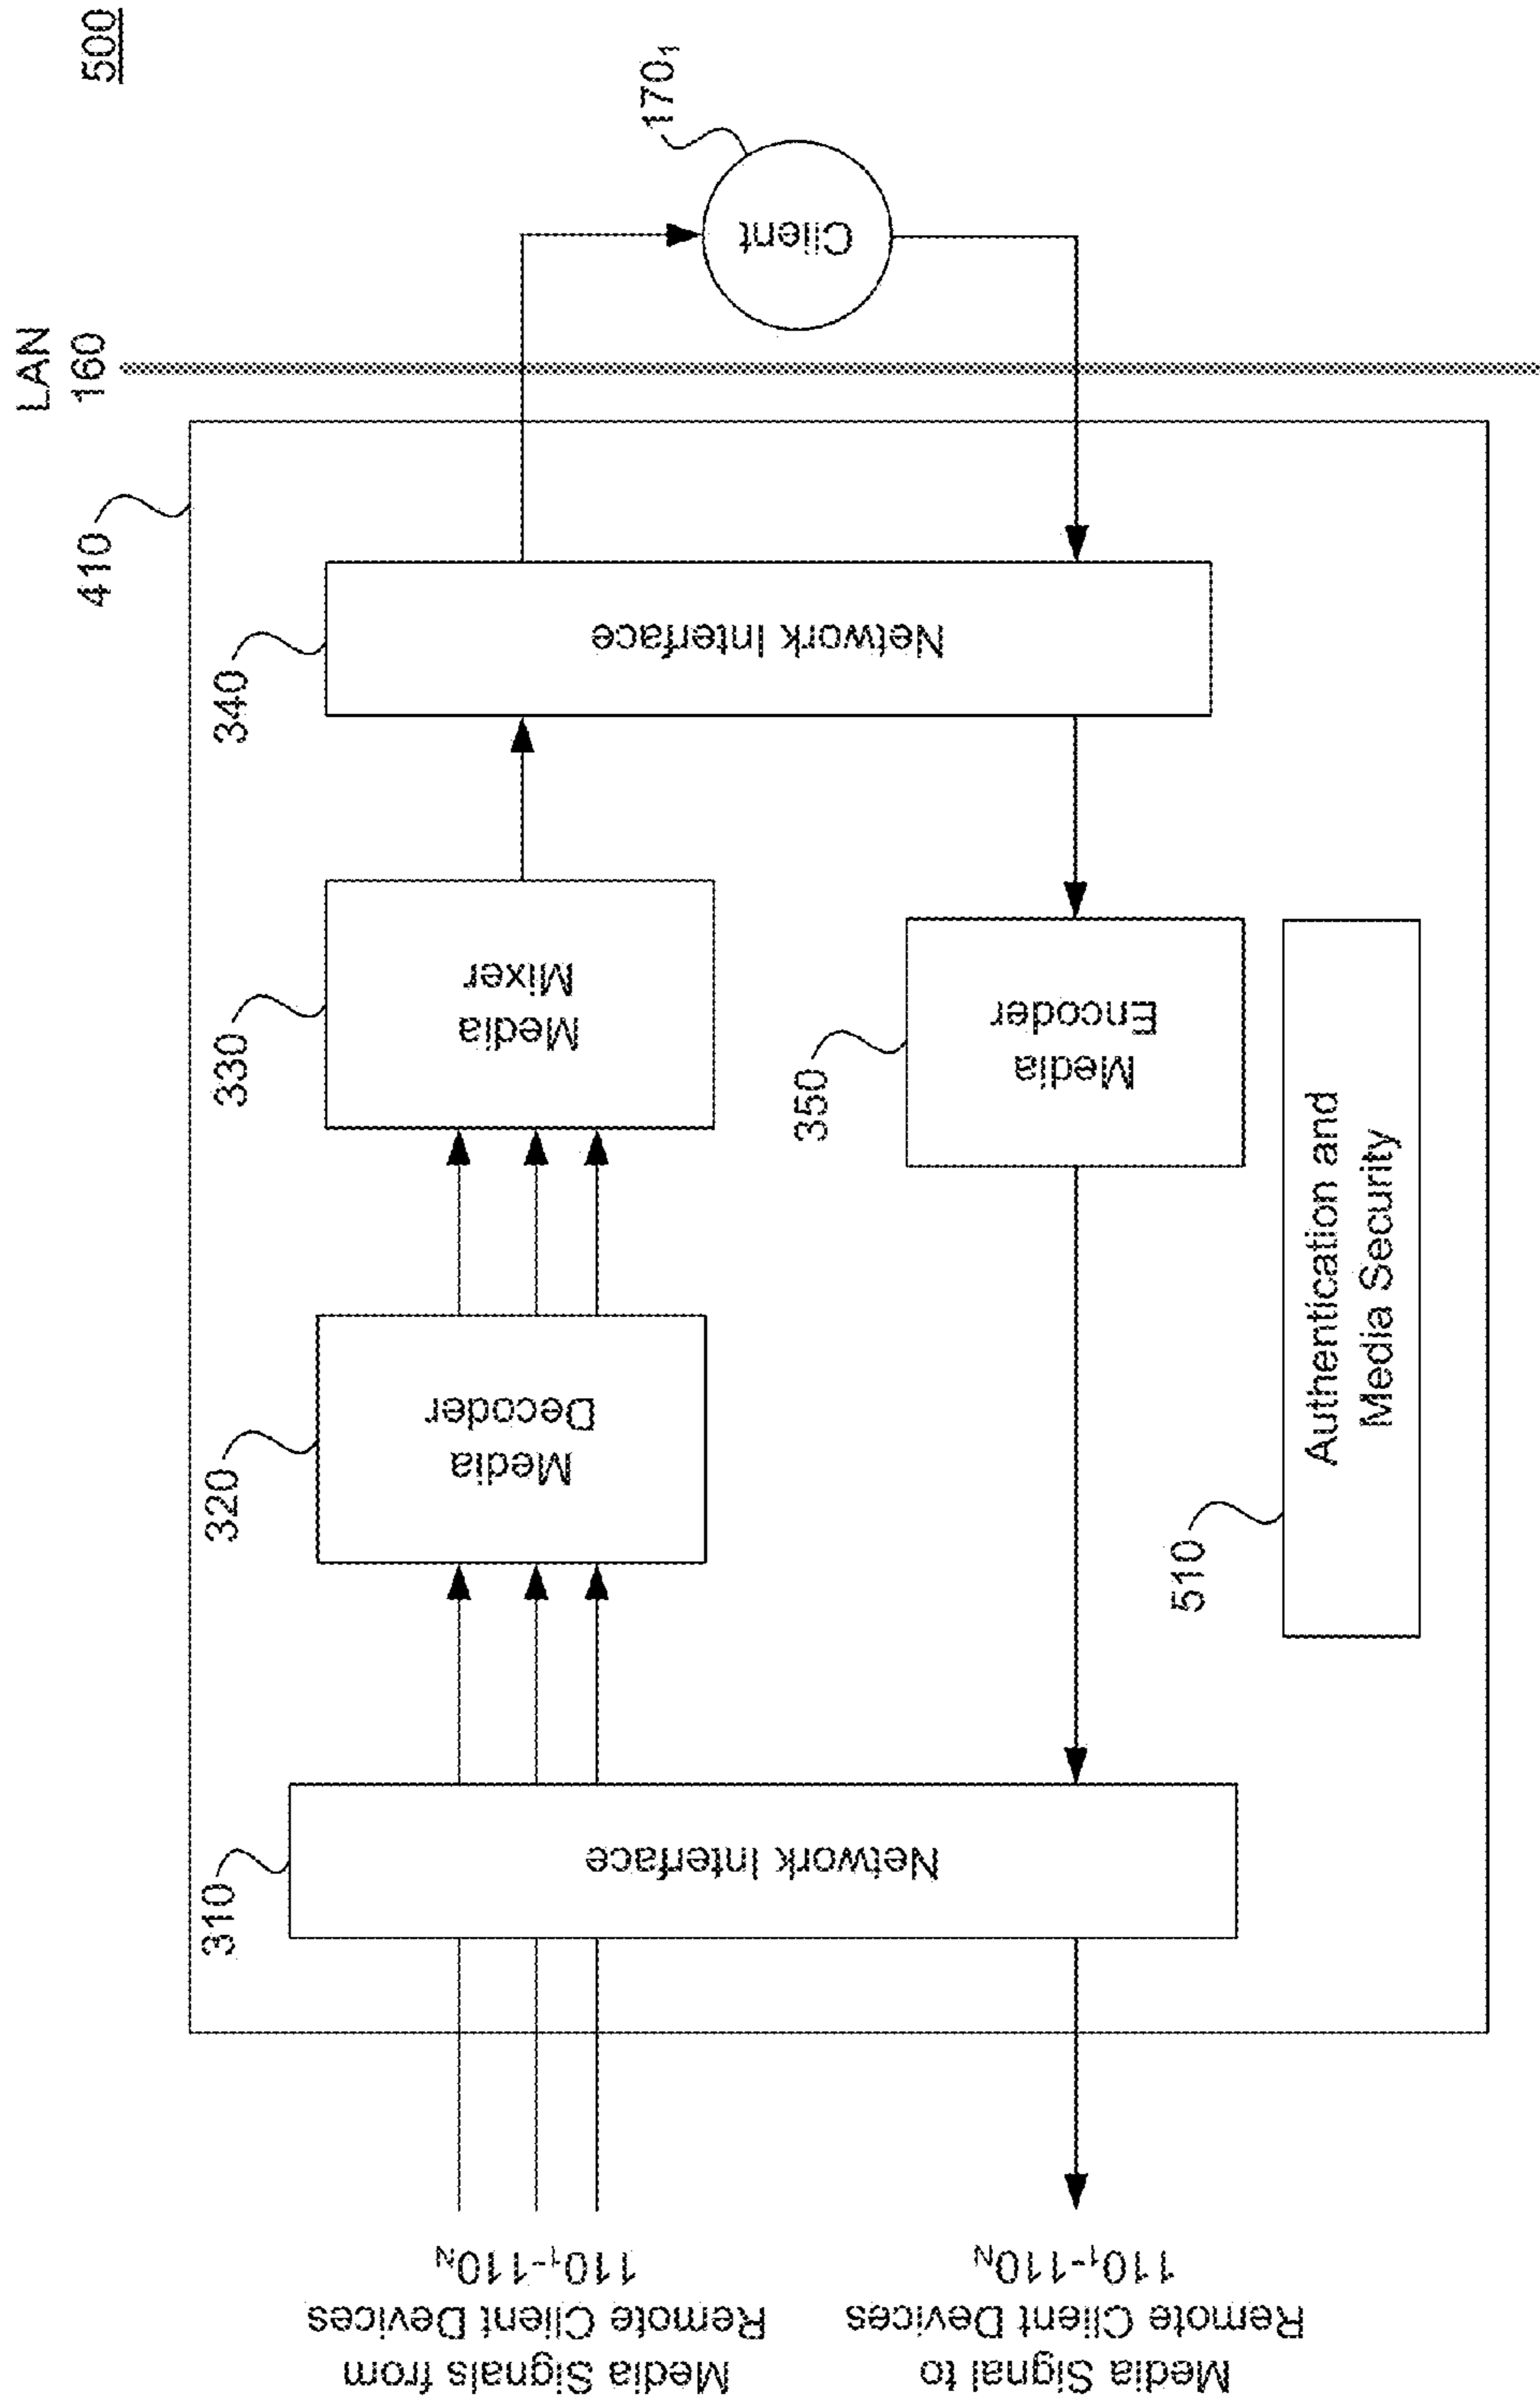 500
LAN
160
410
340
Network Interface
170₁
Client
330
Media
Mixer
320
Media
Decoder
310
Network Interface
350
Media
Encoder
510
Authentication and
Media Security
Media Signals from
Remote Client Devices
110₁-110N
Media Signal to
Remote Client Devices
110₁-110N